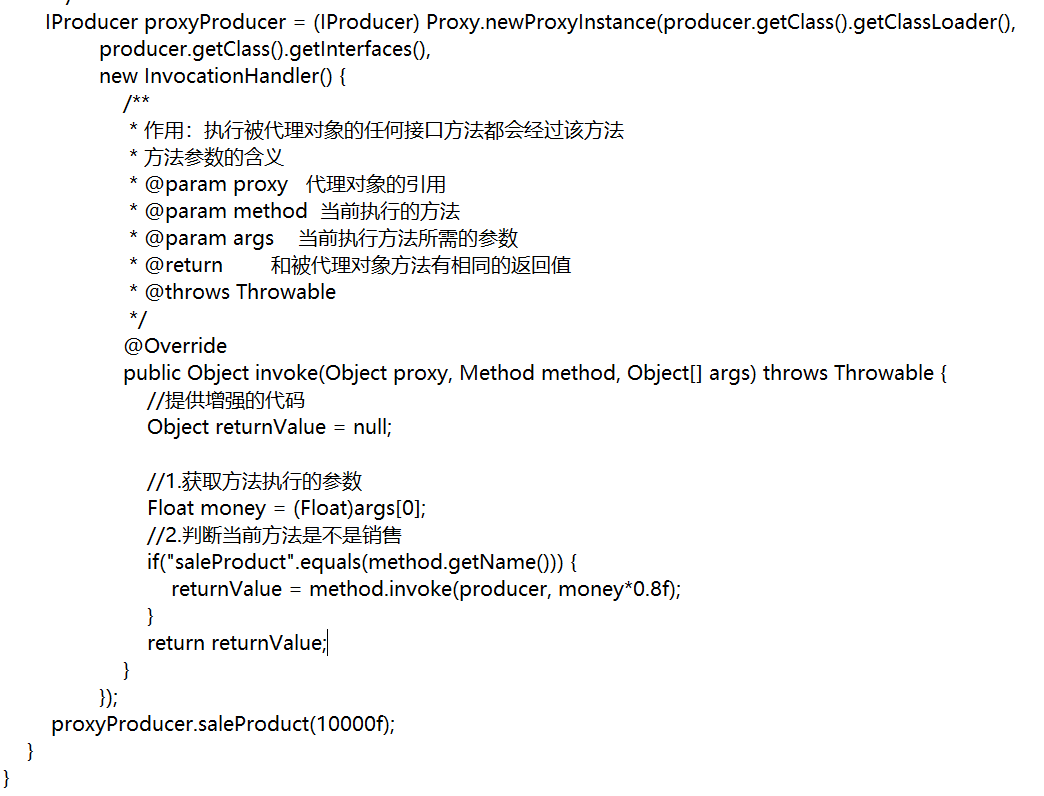 IProducer proxyProducer = (IProducer) Proxy.newProxyInstance(producer.getClass().getClassLoader(),
producer.getClass().getInterfaces(),
new InvocationHandler() {
/**
* 作用：执行被代理对象的任何接口方法都会经过该方法
* 方法参数的含义
* @param proxy   代理对象的引用
* @param method  当前执行的方法
* @param args    当前执行方法所需的参数
* @return        和被代理对象方法有相同的返回值
* @throws Throwable
*/
@Override
public Object invoke(Object proxy, Method method, Object[] args) throws Throwable {
//提供增强的代码
Object returnValue = null;
//1.获取方法执行的参数
Float money = (Float)args[0];
//2.判断当前方法是不是销售
if("saleProduct".equals(method.getName())) {
returnValue = method.invoke(producer, money*0.8f);
}
return returnValue;
}
});
proxyProducer.saleProduct(10000f);
}
}